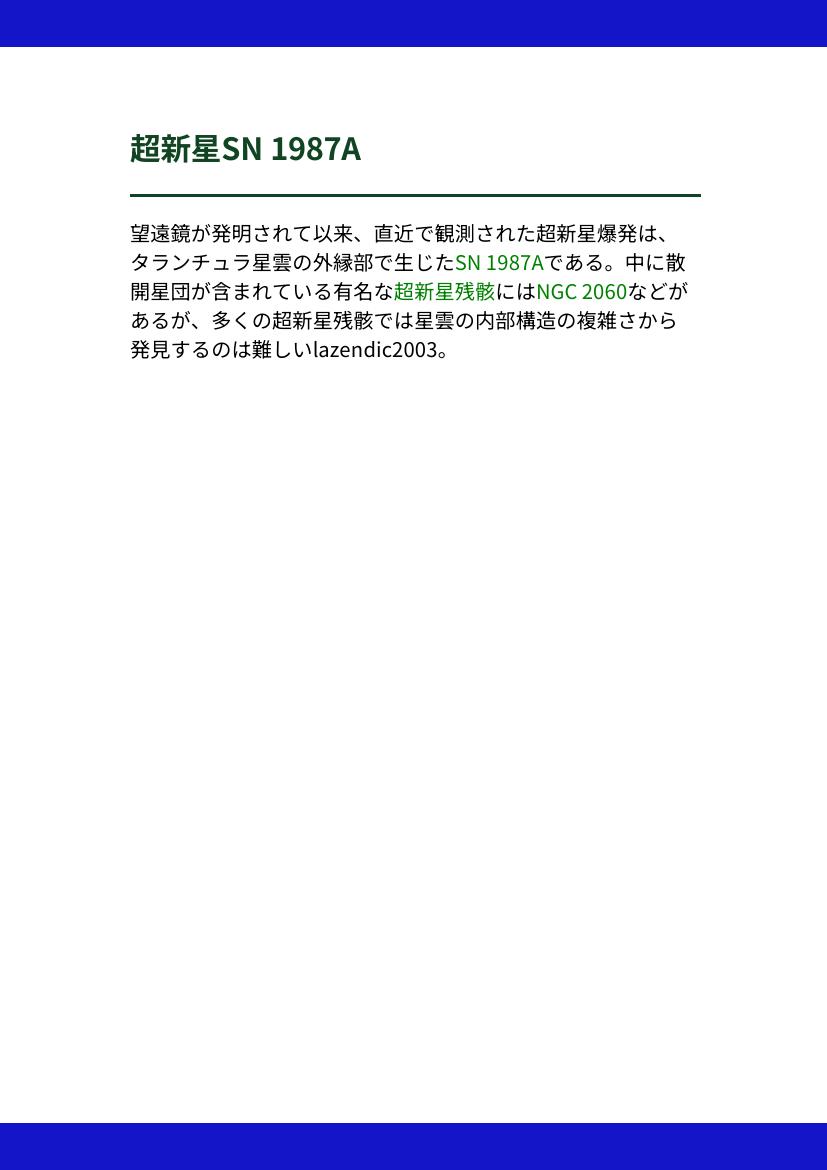 超新星SN 1987A
望遠鏡が発明されて以来、直近で観測された超新星爆発は、
タランチュラ星雲の外縁部で生じたSN 1987Aである。中に散
開星団が含まれている有名な超新星残骸にはNGC 2060などが
あるが、多くの超新星残骸では星雲の内部構造の複雑さから
発見するのは難しいlazendic2003。